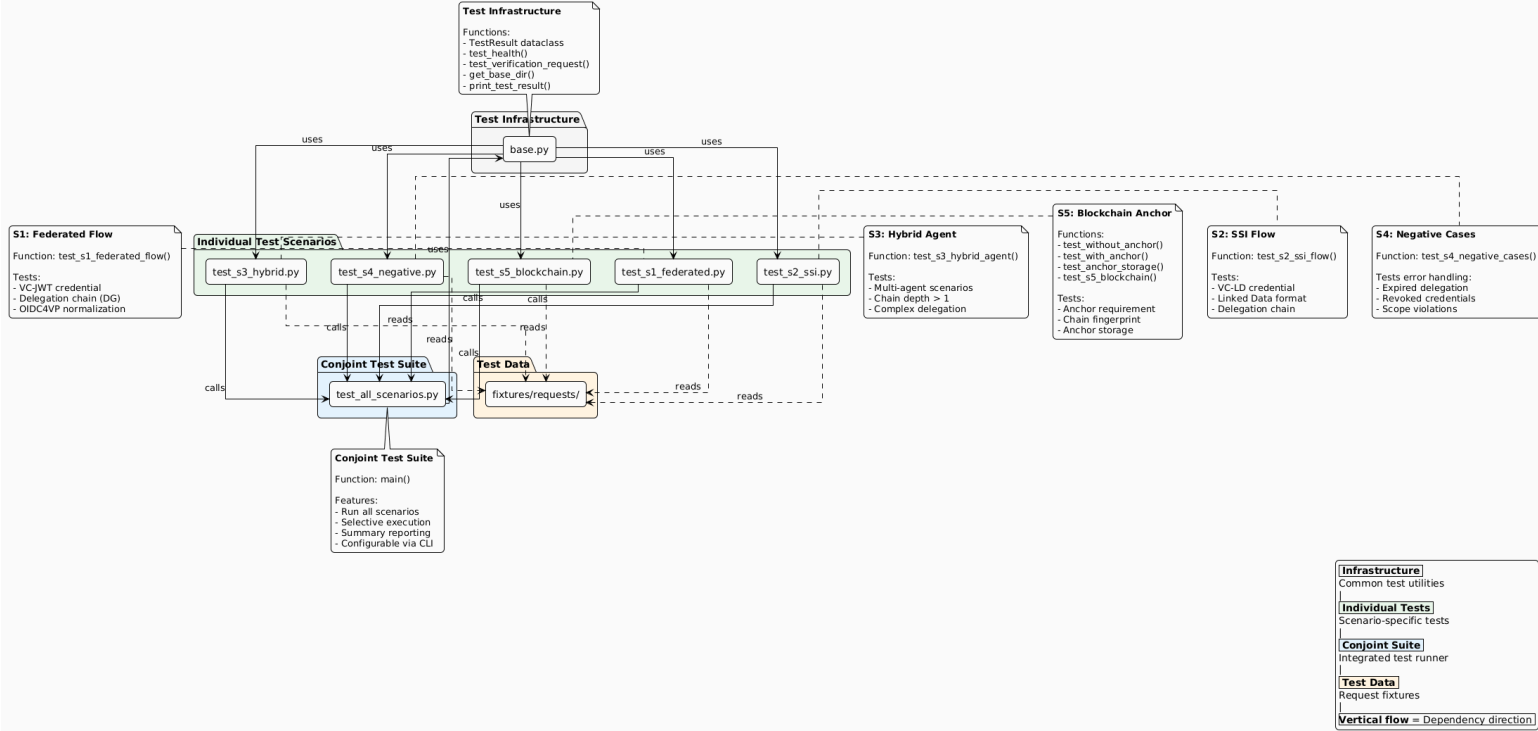 Test Infrastructure
Functions:
- TestResult dataclass
- test_health()
- test_verification_request()
- get_base_dir()
- print_test_result()
Test Infrastructure
base.py
uses
uses
uses
uses
uses
uses
S1: Federated Flow
Function: test_s1_federated_flow()
Tests:
- VC-JWT credential
- Delegation chain (DG)
- OIDC4VP normalization
Individual Test Scenarios
test_s3_hybrid.py
test_s4_negative.py
test_s5_blockchain.py
test_s1_federated.py
test_s2_ssi.py
S3: Hybrid Agent
Function: test_s3_hybrid_agent()
Tests:
- Multi-agent scenarios
- Chain depth > 1
- Complex delegation
S5: Blockchain Anchor
Functions:
- test_without_anchor()
- test_with_anchor()
- test_anchor_storage()
- test_s5_blockchain()
Tests:
- Anchor requirement
- Chain fingerprint
- Anchor storage
S2: SSI Flow
Function: test_s2_ssi_flow()
Tests:
- VC-LD credential
- Linked Data format
- Delegation chain
S4: Negative Cases
Function: test_s4_negative_cases()
Tests error handling:
- Expired delegation
- Revoked credentials
- Scope violations
calls
calls
reads
calls
reads
reads
calls
calls
reads
reads
Conjoint Test Suite
test_all_scenarios.py
Test Data
fixtures/requests/
Conjoint Test Suite
Function: main()
Features:
- Run all scenarios
- Selective execution
- Summary reporting
- Configurable via CLI
Infrastructure
Common test utilities
|
Individual Tests
Scenario-specific tests
|
Conjoint Suite
Integrated test runner
|
Test Data
Request fixtures
|
Vertical flow = Dependency direction